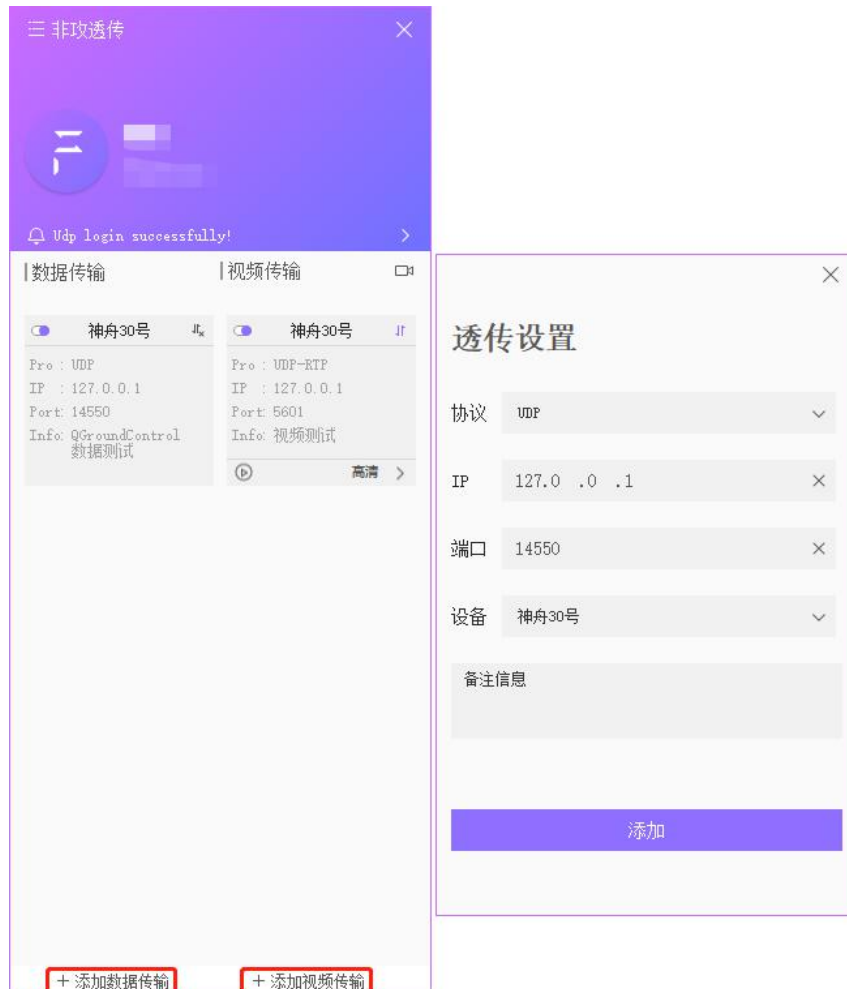 非玫透传
Udp login successfully!
数据传输
视频传输
神舟30号
Pro : UDP
IP : 127.0.0.1
Port: 14550
Info: QGroundControl
数据测试
神舟30号
Pro : UDP-RTP
IP : 127.0.0.1
Port: 5601
Info: 视频测试
高清
+ 添加数据传输
+ 添加视频传输
透传设置
协议 UDP
IP 127.0 .0 .1
端口 14550
设备 神舟30号
备注信息
添加